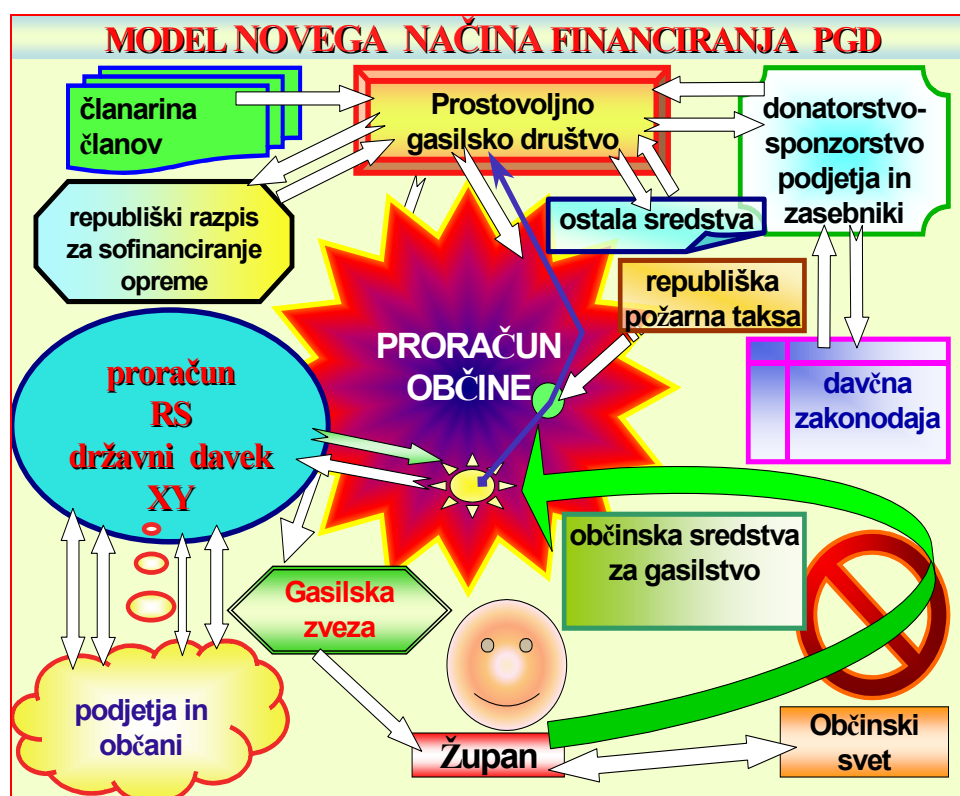 MODEL NOVEGA NAČINA FINANCIRANJA PGD
članarina
članov
Prostovoljno
gasilsko društvo
donatorstvo-
sponzorstvo
podjetja in
zasebniki
republiški razpis
za sofinanciranje
opreme
ostala sredstva
republiška
požarna taksa
PRORAČUN
OBČINE
proračun
RS
državni davek
XY
davčna
zakonodaja
občinska sredstva
za gasilstvo
Gasilska
zveza
podjetja in
občani
Župan
Občinski
svet